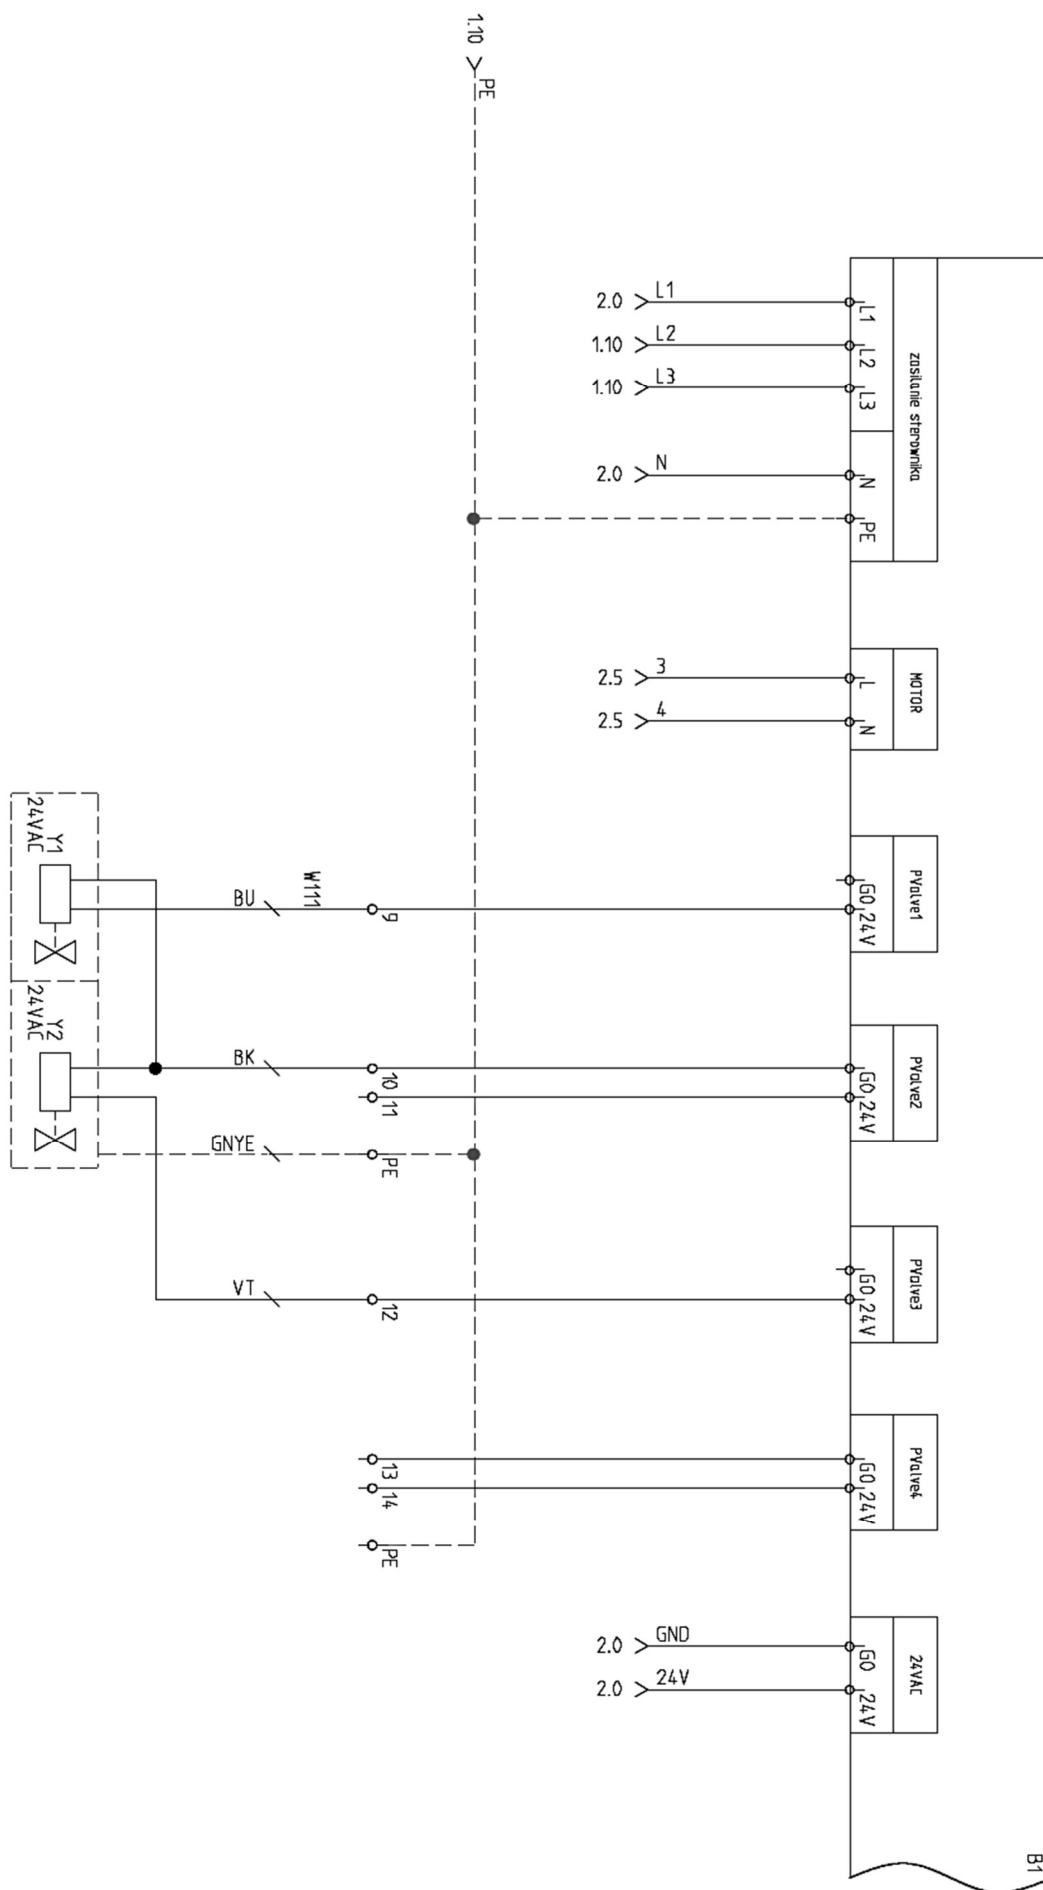 1.10
PE
B1
zasilanie sterownika
L1
L2
L3
N
PE
2.0
L1
1.10
L2
1.10
L3
2.0
N
MOTOR
L
N
2.5
3
2.5
4
PValve1
G0 24V
PValve2
G0 24V
PValve3
G0 24V
PValve4
G0 24V
24VAC
G0
24V
2.0
GND
2.0
24V
W111
BU
9
BK
10
11
GNYE
PE
VT
12
13
14
PE
Y1
24VAC
Y2
24VAC